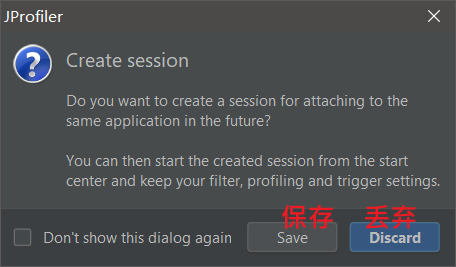 JProfiler
Create session
Do you want to create a session for attaching to the
same application in the future?
You can then start the created session from the start
center and keep your filter, profiling and trigger settings.
保存 丢弃
Don't show this dialog again Save Discard